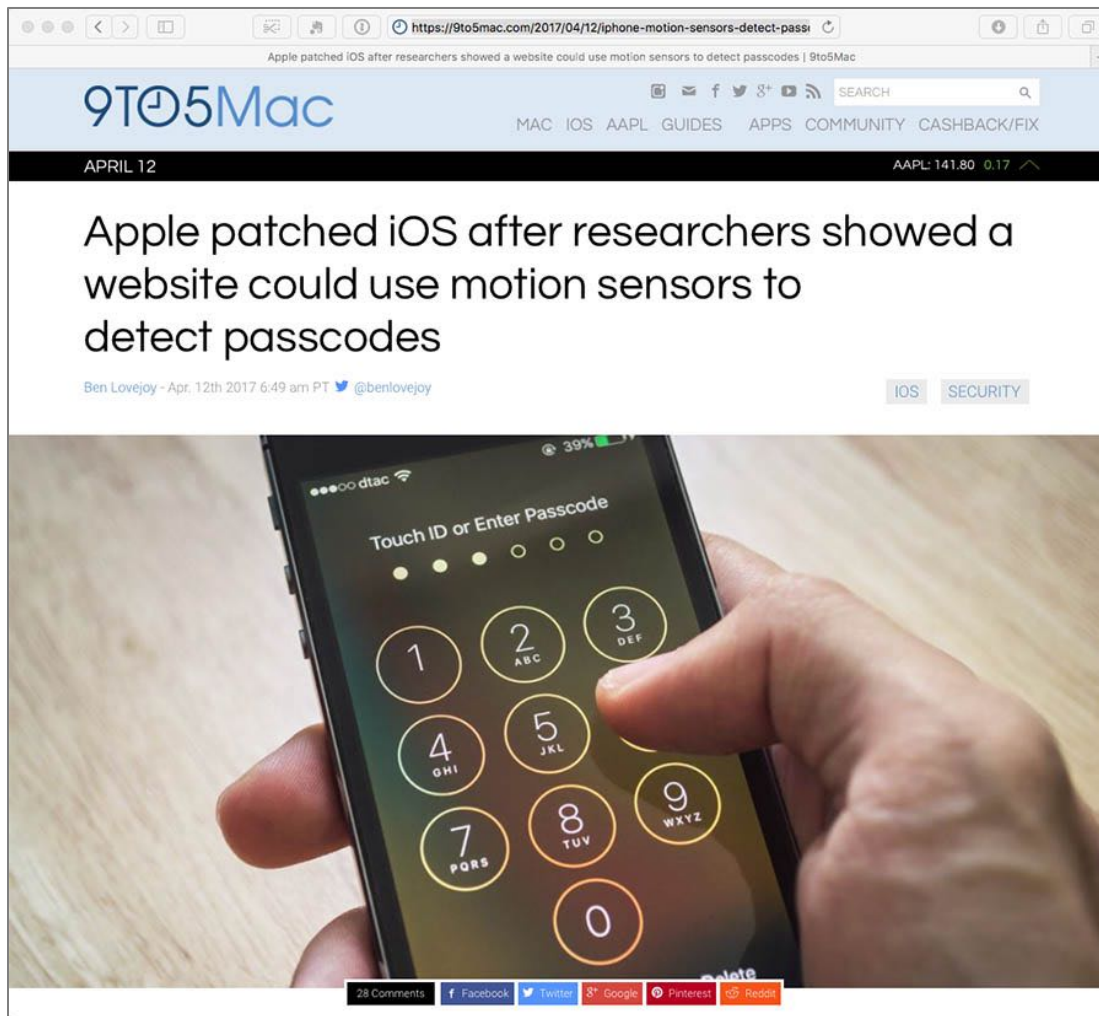 https://9to5mac.com/2017/04/12/iphone-motion-sensors-detect-passc
Apple patched iOS after researchers showed a website could use motion sensors to detect passcodes | 9to5Mac
9TO5Mac
SEARCH
MAC IOS AAPL GUIDES APPS COMMUNITY CASHBACK/FIX
APRIL 12
AAPL: 141.80 0.17
Apple patched iOS after researchers showed a
website could use motion sensors to
detect passcodes
Ben Lovejoy - Apr. 12th 2017 6:49 am PT @benlovejoy
IOS SECURITY
39%
dtac
Touch ID or Enter Passcode
1 2 3
ABC DEF
4 5
GHI JKL
7 8 9
PQRS TUV WXYZ
0
Delete
28 Comments Facebook Twitter Google Pinterest Reddit